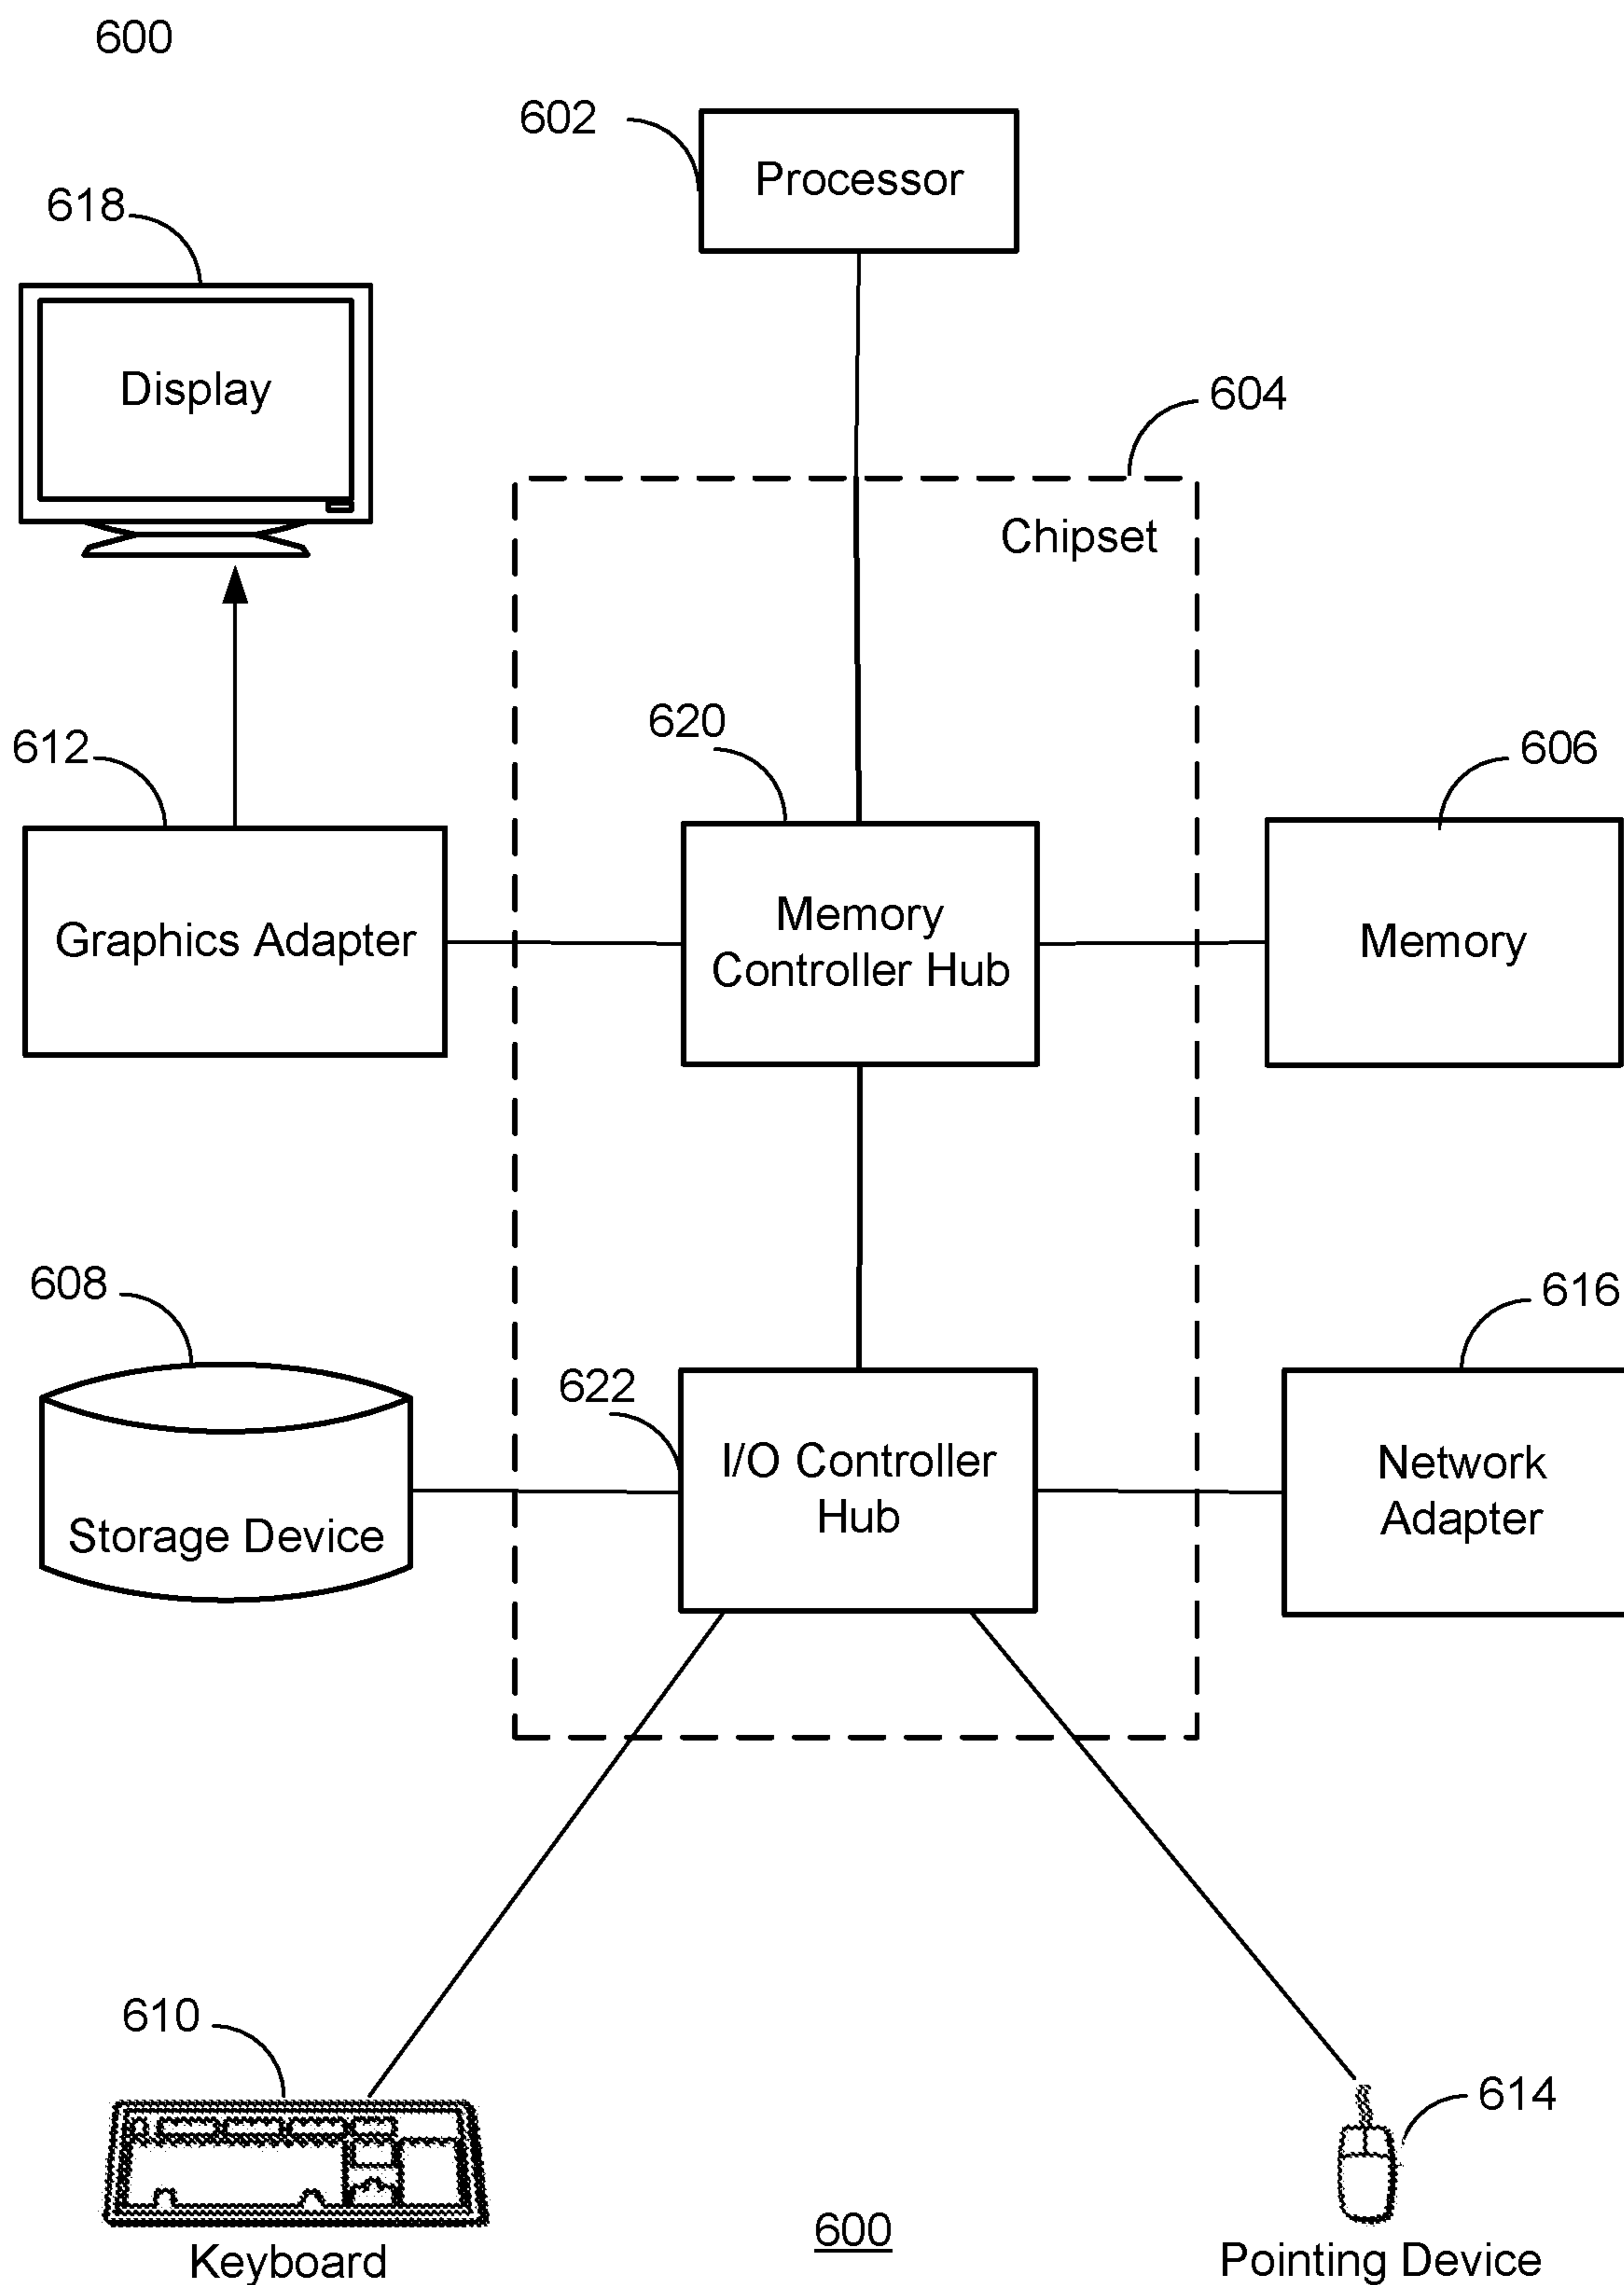 600
602
Processor
618
Display
604
Chipset
620
612
606
Graphics Adapter
Memory
Controller Hub
Memory
608
616
622
Storage Device
I/O Controller
Hub
Network
Adapter
610
614
Keyboard
600
Pointing Device